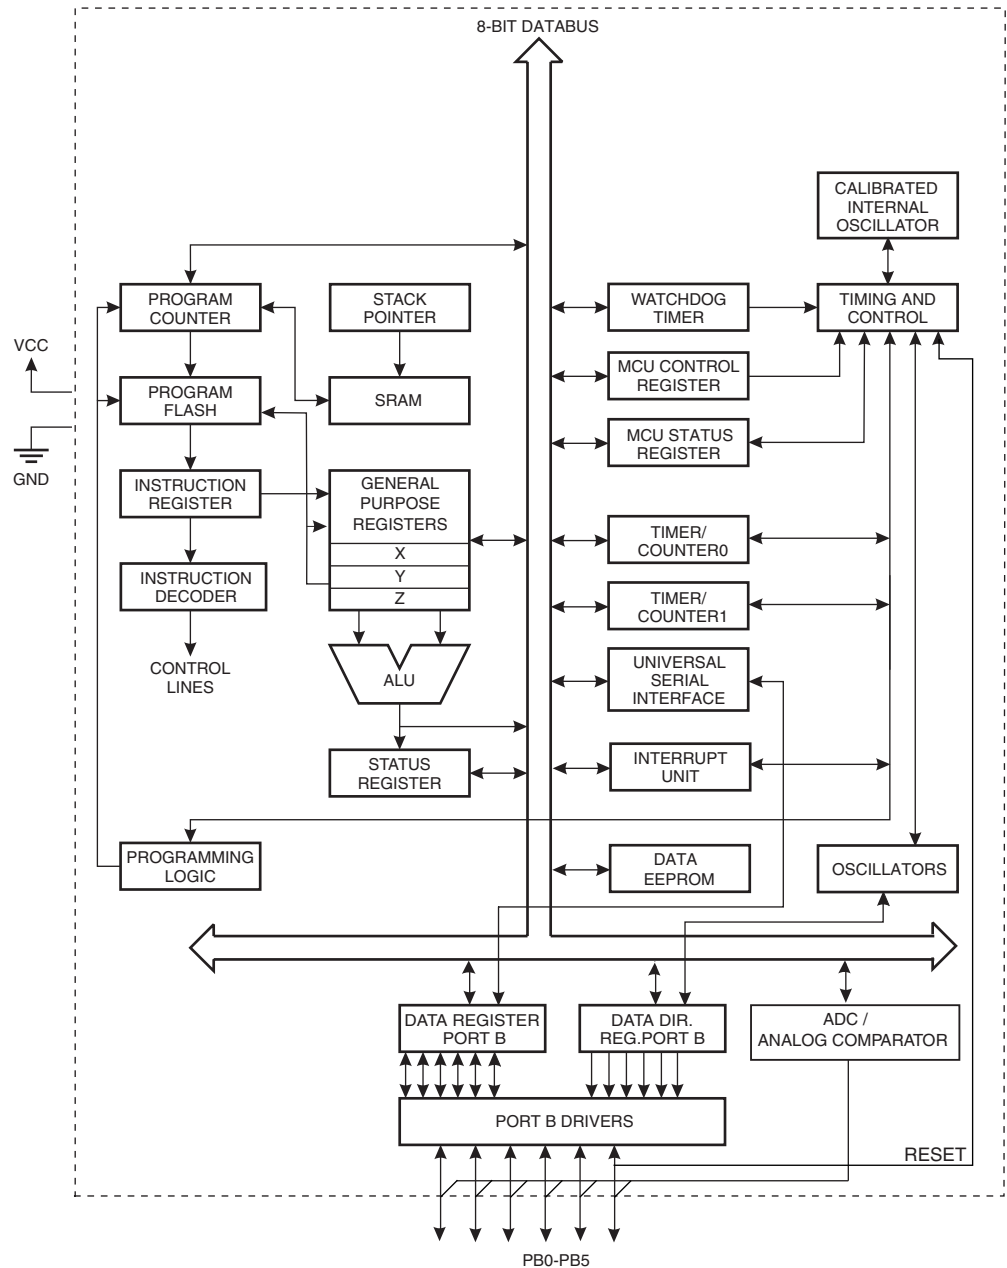 8-BIT DATABUS
CALIBRATED
INTERNAL
OSCILLATOR
PROGRAM
COUNTER
STACK
POINTER
WATCHDOG
TIMER
TIMING AND
CONTROL
VCC
PROGRAM
FLASH
SRAM
MCU CONTROL
REGISTER
MCU STATUS
REGISTER
GND
INSTRUCTION
REGISTER
GENERAL
PURPOSE
REGISTERS
X
Y
Z
TIMER/
COUNTER0
INSTRUCTION
DECODER
TIMER/
COUNTER1
CONTROL
LINES
ALU
UNIVERSAL
SERIAL
INTERFACE
STATUS
REGISTER
INTERRUPT
UNIT
PROGRAMMING
LOGIC
DATA
EEPROM
OSCILLATORS
DATA REGISTER
PORT B
DATA DIR.
REG.PORT B
ADC /
ANALOG COMPARATOR
PORT B DRIVERS
RESET
PB0-PB5